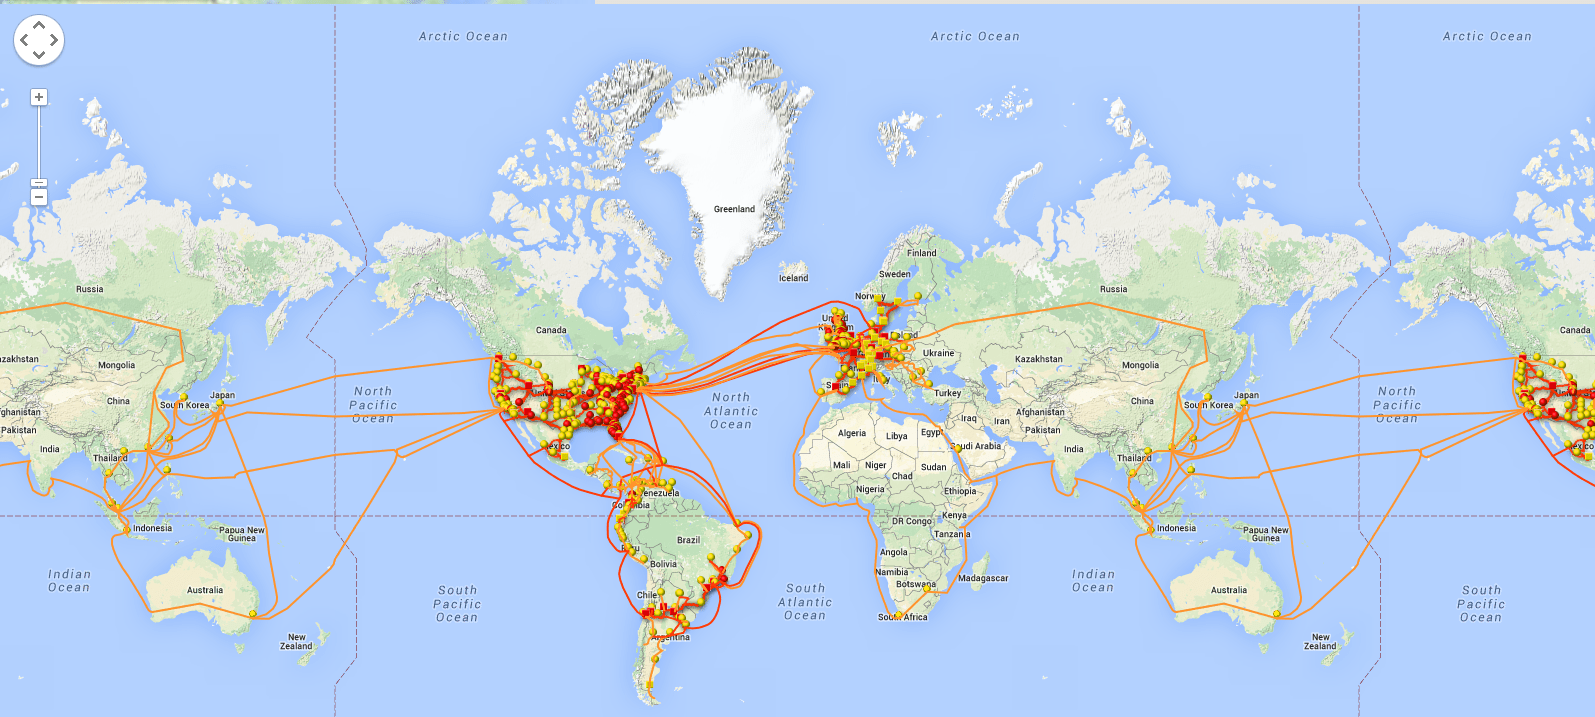 Arctic Ocean
Arctic Ocean
Arctic Ocean
Greenland
Iceland
Finland
Sweden
Norway
Russia
Russia
United
Kingdom
Canada
Canada
Ukraine
Kazakhstan
Mongolia
Mongolia
China
China
South Korea
South Korea
Japan
Japan
North
Pacific
Ocean
North
Atlantic
Ocean
North
Pacific
Ocean
Spain
Italy
Turkey
Iraq
Iran
Afghanistan
Pakistan
Pakistan
India
India
Thailand
Thailand
Algeria
Libya
Egypt
Saudi Arabia
Mali
Niger
Chad
Sudan
Nigeria
Ethiopia
Mexico
Venezuela
Colombia
DR Congo
Kenya
Tanzania
Indonesia
Indonesia
Papua New
Guinea
Papua New
Guinea
Brazil
Peru
Bolivia
Angola
Namibia
Botswana
Madagascar
Indian
Ocean
Indian
Ocean
Australia
Australia
South
Pacific
Ocean
South
Atlantic
Ocean
South
Pacific
Ocean
Chile
South Africa
Argentina
New
Zealand
New
Zealand